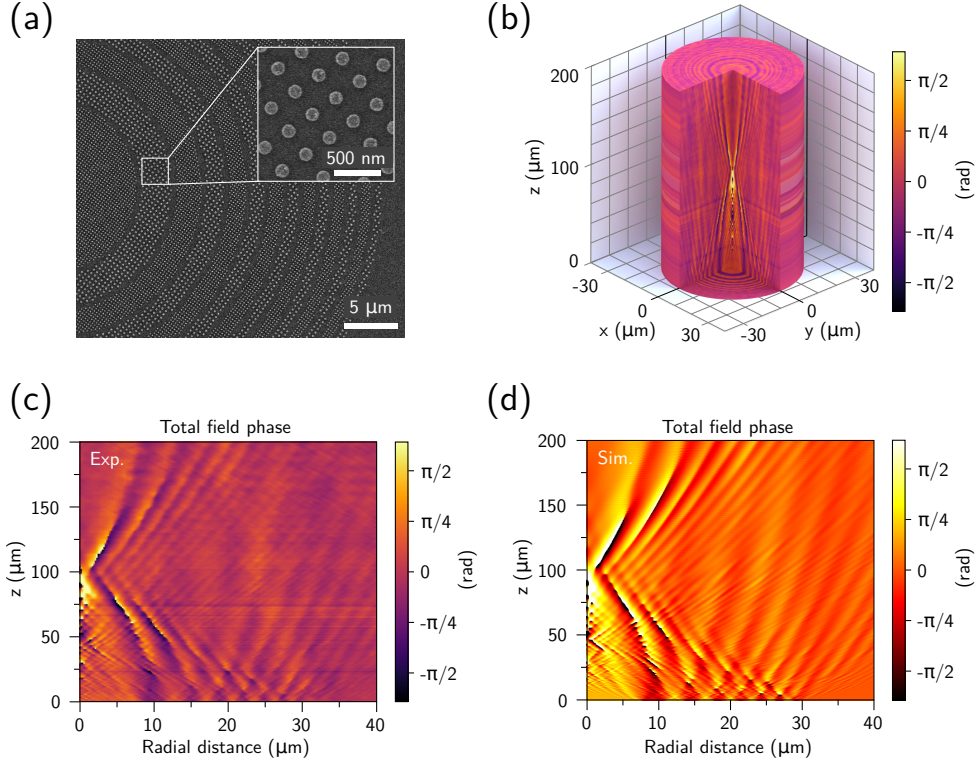 (a)
500 nm
5 μm
(b)
200
100
0
z (μm)
-30
0
30
x (μm)
-30
0
30
y (μm)
π/2
π/4
0
-π/4
-π/2
(rad)
(c)
Total field phase
Exp.
200
150
100
50
0
z (μm)
0
10
20
30
40
Radial distance (μm)
π/2
π/4
0
-π/4
-π/2
(rad)
(d)
Total field phase
Sim.
200
150
100
50
0
z (μm)
0
10
20
30
40
Radial distance (μm)
π/2
π/4
0
-π/4
-π/2
(rad)